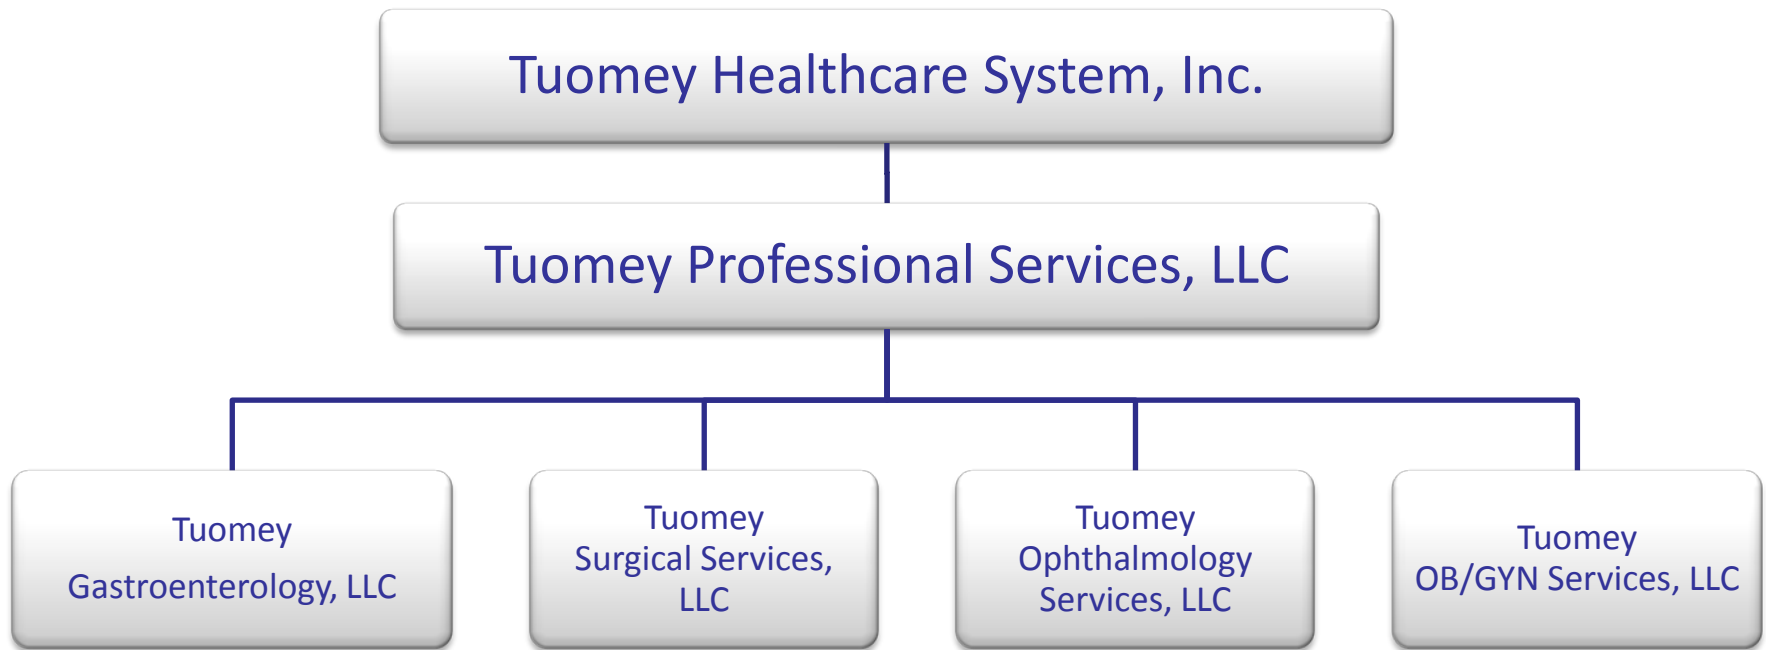 Tuomey Healthcare System, Inc.
Tuomey Professional Services, LLC
Tuomey
Gastroenterology, LLC
Tuomey
Surgical Services,
LLC
Tuomey
Ophthalmology
Services, LLC
Tuomey
OB/GYN Services, LLC